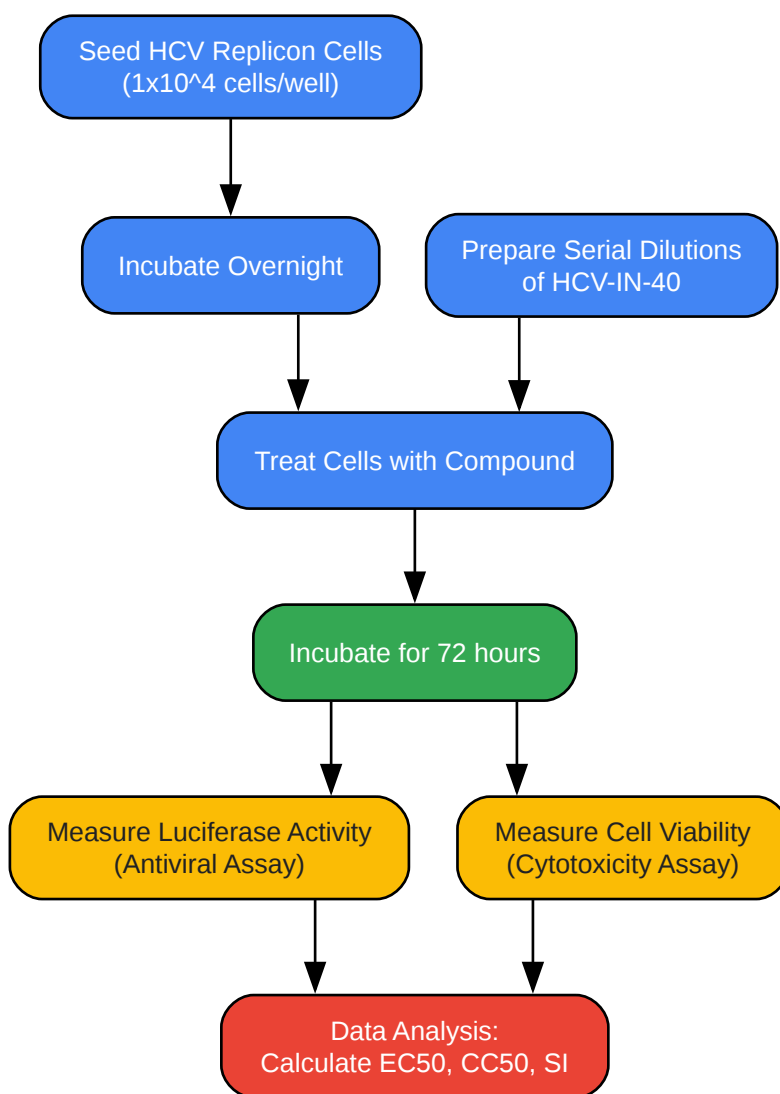 Seed HCV Replicon Cells
(1x10^4 cells/well)
Incubate Overnight
Prepare Serial Dilutions
of HCV-IN-40
Treat Cells with Compound
Incubate for 72 hours
Measure Luciferase Activity
(Antiviral Assay)
Measure Cell Viability
(Cytotoxicity Assay)
Data Analysis:
Calculate EC50, CC50, SI